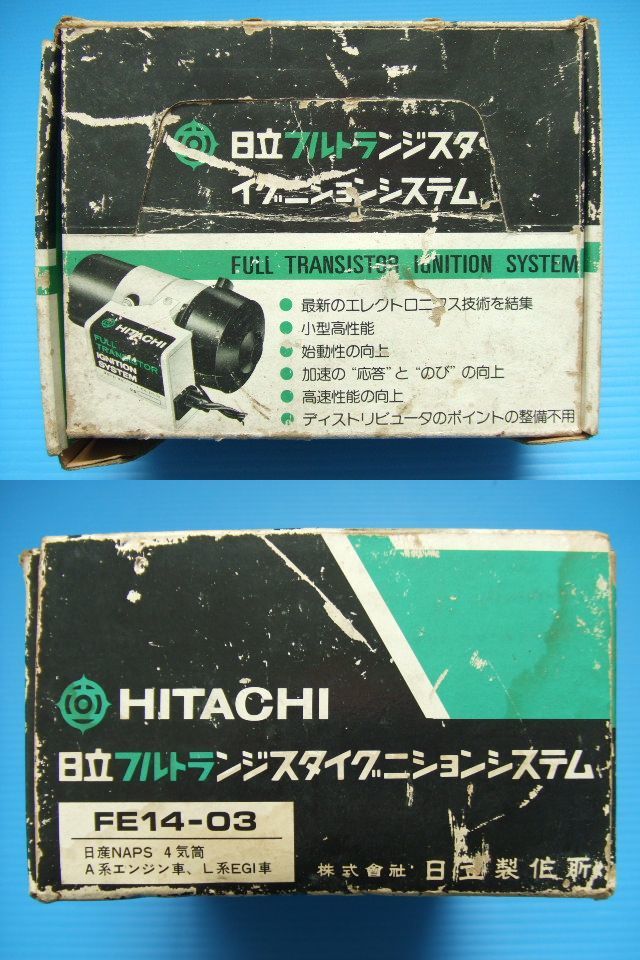 日立フルトランジスタ
イグニションシステム
FULL TRANSISTOR IGNITION SYSTEM
HITACHI
FULL
TRANSISTOR
IGNITION
SYSTEM
● 最新のエレクトロニクス技術を結集
● 小型高性能
● 始動性の向上
● 加速の“応答”と“のび”の向上
● 高速性能の向上
● ディストリビュータのポイントの整備不用
HITACHI
日立フルトランジスタイグニションシステム
FE14-03
日産NAPS 4気筒
A系エンジン車、L系EGI車
株式會社 日立製作所